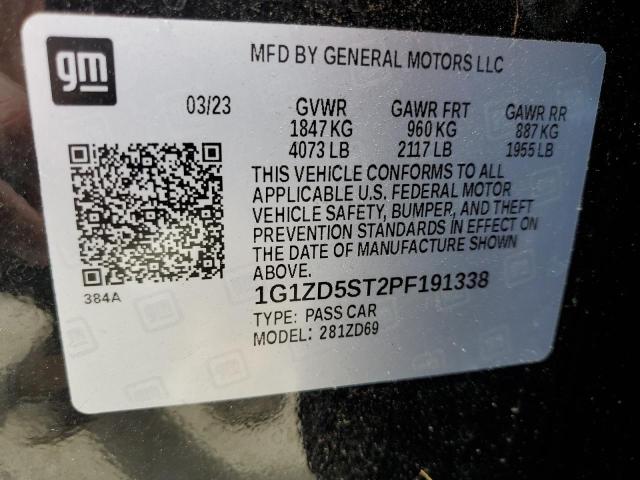 gm
MFD BY GENERAL MOTORS LLC
03/23 GVWR GAWR FRT GAWR RR
1847 KG 960 KG 887 KG
4073 LB 2117 LB 1955 LB
THIS VEHICLE CONFORMS TO ALL
APPLICABLE U.S. FEDERAL MOTOR
VEHICLE SAFETY, BUMPER, AND THEFT
PREVENTION STANDARDS IN EFFECT ON
THE DATE OF MANUFACTURE SHOWN
ABOVE.
384A
1G1ZD5ST2PF191338
TYPE: PASS CAR
MODEL: 281ZD69